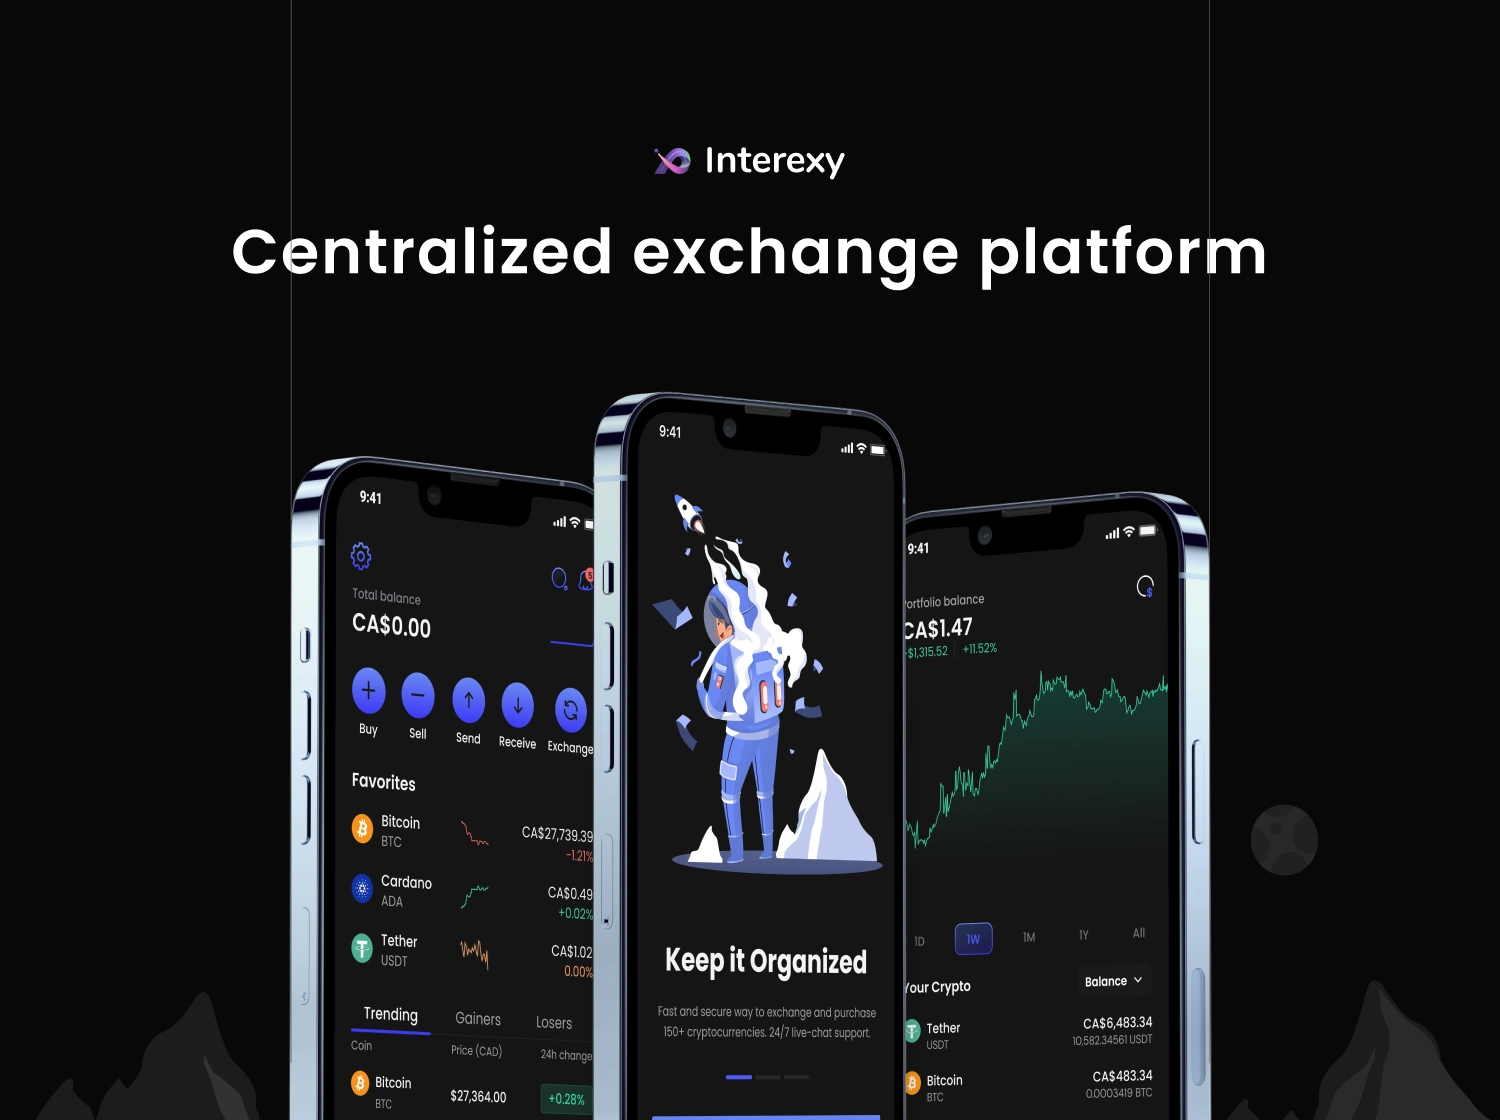 Interexy
Centralized exchange platform
9:41
5
Total balance
CA$0.00
Buy
Sell
Send
Receive
Exchange
Favorites
Bitcoin
BTC
CA$27,739.39
-1.21%
Cardano
ADA
CA$0.49
+0.02%
Tether
USDT
CA$1.02
0.00%
Trending
Gainers
Losers
Coin
Price (CAD)
24h change
Bitcoin
BTC
$27,364.00
+0.28%
9:41
Keep it Organized
Fast and secure way to exchange and purchase
150+ cryptocurrencies. 24/7 live-chat support.
9:41
$
Portfolio balance
CA$1.47
$1,315.52
+11.52%
1D
1W
1M
1Y
All
Your Crypto
Balance
Tether
USDT
CA$6,483.34
10,582.34561 USDT
Bitcoin
BTC
CA$483.34
0.0003419 BTC